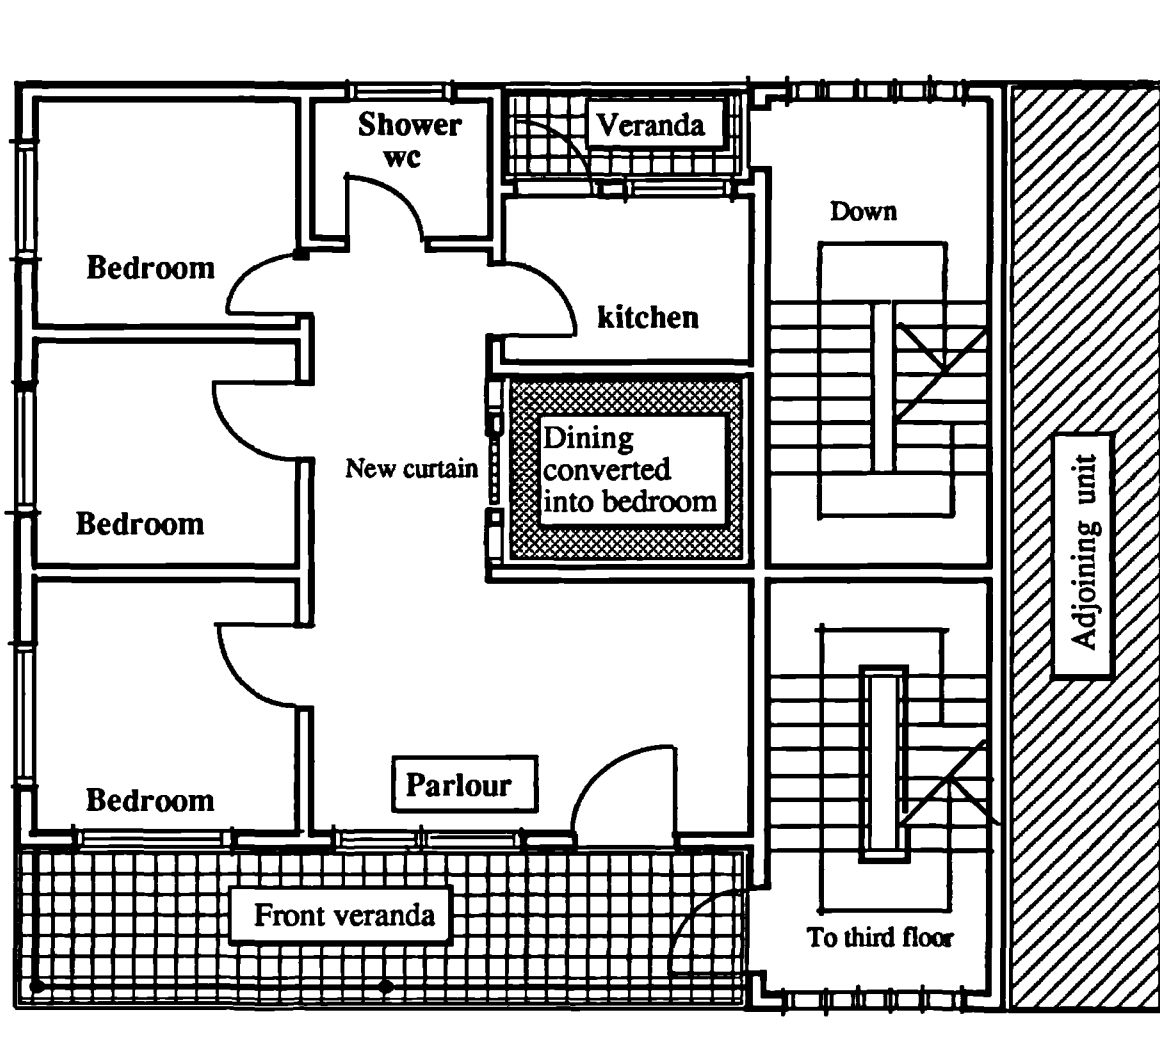 Shower
wc
Veranda
Down
Bedroom
kitchen
Dining
converted
into bedroom
New curtain
Bedroom
Adjoining unit
Parlour
Bedroom
Front veranda
To third floor